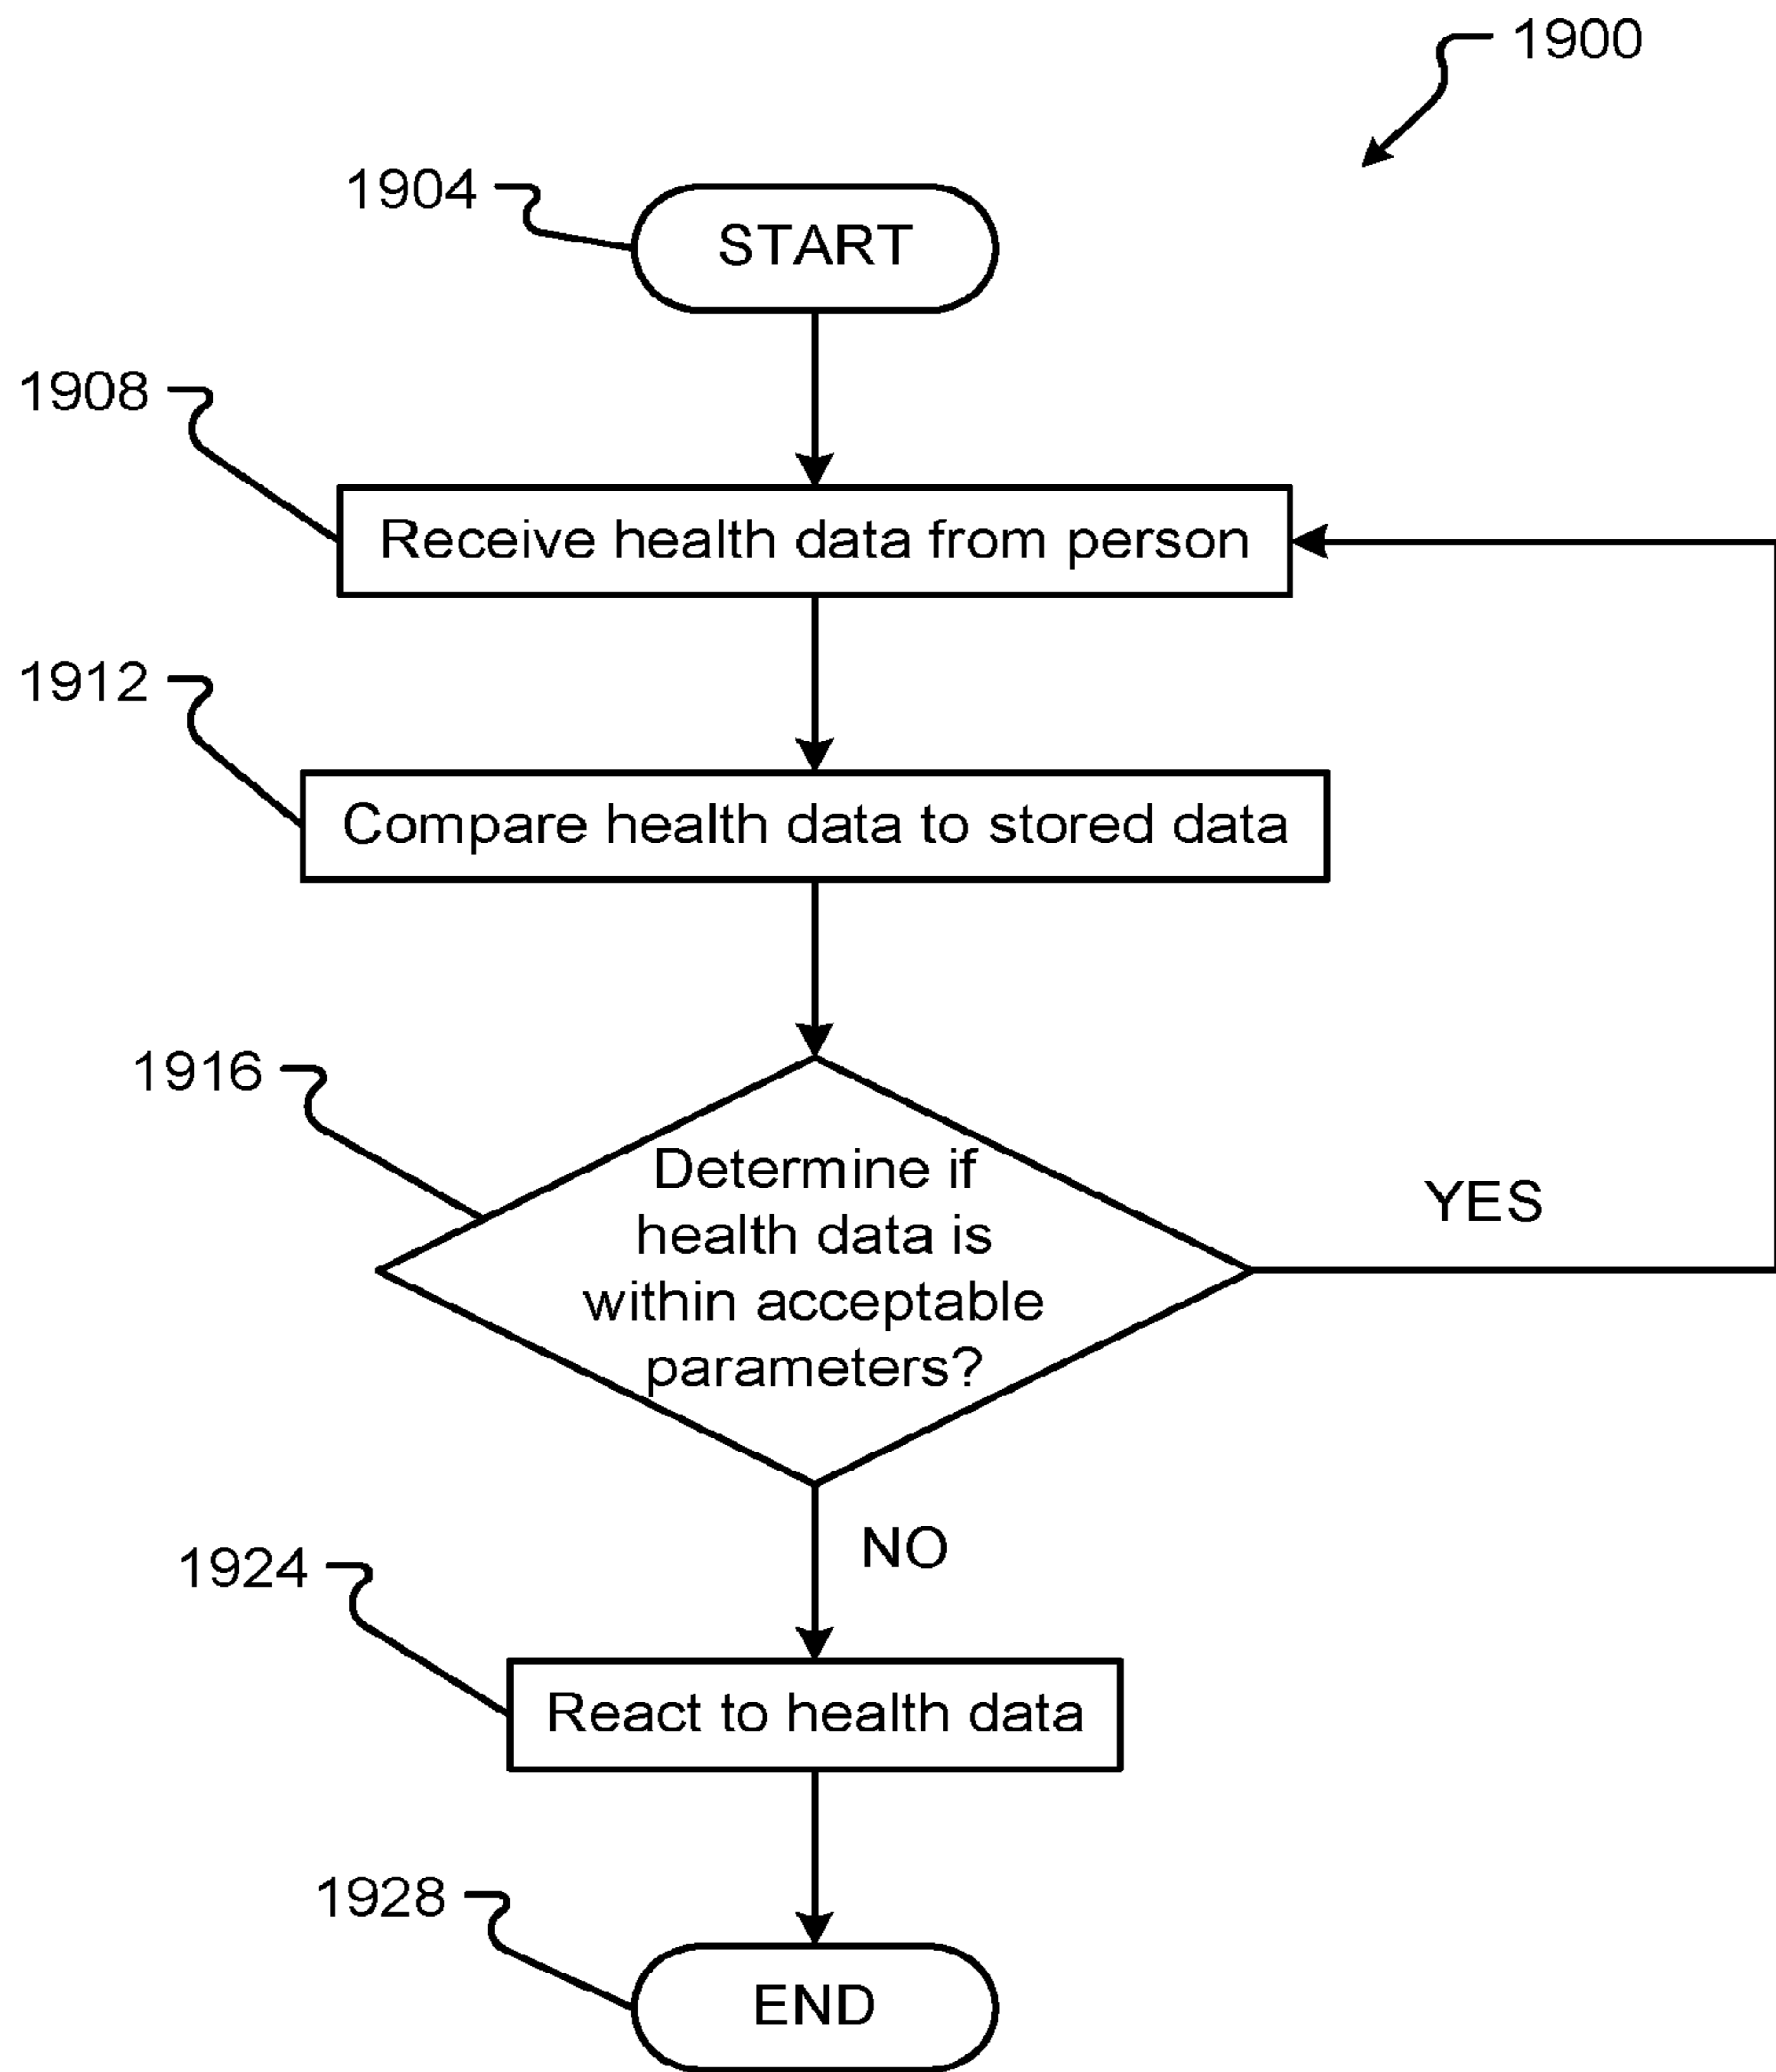 1900
1904
START
1908
Receive health data from person
1912
Compare health data to stored data
1916
Determine if
health data is
within acceptable
parameters?
YES
NO
1924
React to health data
1928
END